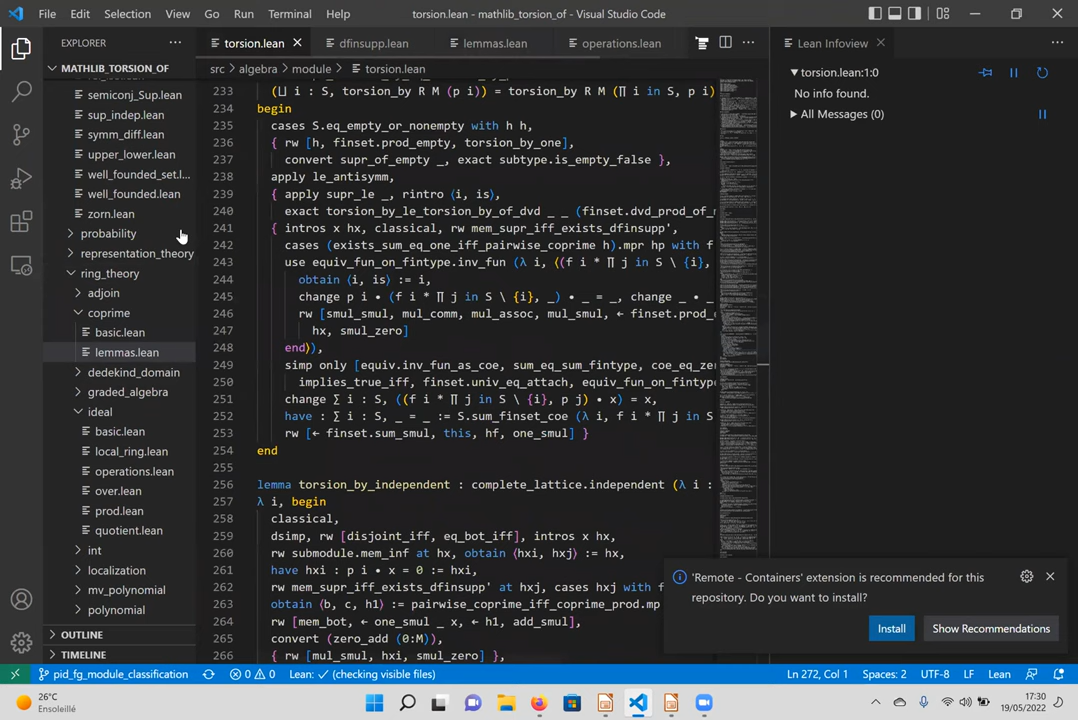 File Edit Selection View Go Run Terminal Help torsion.lean - mathlib_torsion_of - Visual Studio Code
EXPLORER
MATHLIB_TORSION_OF
semiconj_Sup.lean
sup_indep.lean
symm_diff.lean
upper_lower.lean
well_founded_set.l...
well_founded.lean
zorn.lean
probability
representation_theory
ring_theory
adjoin
coprime
basic.lean
lemmas.lean
dedekind_domain
graded_algebra
ideal
basic.lean
local_ring.lean
operations.lean
over.lean
prod.lean
quotient.lean
int
localization
mv_polynomial
polynomial
OUTLINE
TIMELINE
torsion.lean dfinsupp.lean lemmas.lean operations.lean
src > algebra > module > torsion.lean
233 (⨆ i : S, torsion_by R M (p i)) = torsion_by R M (∏ i in S, p i)
234 begin
235 cases S.eq_empty_or_nonempty with h h,
236 { rw [h, finset.prod_empty, torsion_by_one],
237 convert supr_of_empty _, exact subtype.is_empty_false },
238 apply le_antisymm,
239 { apply supr_le _, rintro ⟨i, is⟩,
240 exact torsion_by_le_torsion_by_of_dvd _ _ (finset.dvd_prod_of_
241 { intros x hx, classical, rw mem_supr_iff_exists_dfinsupp',
242 cases (exists_sum_eq_one_iff_pairwise_coprime h).mpr hp with f
243 use equiv_fun_on_fintype.inv_fun (λ i, ⟨(f i * ∏ j in S \ {i},
244 obtain ⟨i, is⟩ := i,
245 change p i • (f i * ∏ j in S \ {i}, _) • _ = _, change _ • _
246 rw [smul_smul, mul_comm, mul_assoc, mul_smul, ← finset.prod_
247 hx, smul_zero]
248 end⟩),
249 simp only [equiv.inv_fun_as_coe, sum_eq_sum_fintype, coe_eq_ze
250 implies_true_iff, finset.univ_eq_attach, equiv_fun_on_fintyp
251 change ∑ i : S, ((f i * ∏ j in S \ {i}, p j) • x) = x,
252 have : ∑ i : S, _ = _ := S.sum_finset_coe (λ i, f i * ∏ j in S
253 rw [← finset.sum_smul, this, hf, one_smul] }
254 end
255
256 lemma torsion_by_independent : complete_lattice.independent (λ i :
257 λ i, begin
258 classical,
259 dsimp, rw [disjoint_iff, eq_bot_iff], intros x hx,
260 rw submodule.mem_inf at hx, obtain ⟨hxi, hxj⟩ := hx,
261 have hxi : p i • x = 0 := hxi,
262 rw mem_supr_iff_exists_dfinsupp' at hxj, cases hxj with f
263 obtain ⟨b, c, h1⟩ := pairwise_coprime_iff_coprime_prod.mp
264 rw [mem_bot, ← one_smul _ x, ← h1, add_smul],
265 convert (zero_add (0:M)),
266 { rw [mul_smul, hxi, smul_zero] },
Lean Infoview
torsion.lean:1:0
No info found.
All Messages (0)
'Remote - Containers' extension is recommended for this
repository. Do you want to install?
Install Show Recommendations
pid_fg_module_classification 0 0 Lean: ✓ (checking visible files) Ln 272, Col 1 Spaces: 2 UTF-8 LF Lean
26°C
Ensoleillé
17:30
19/05/2022